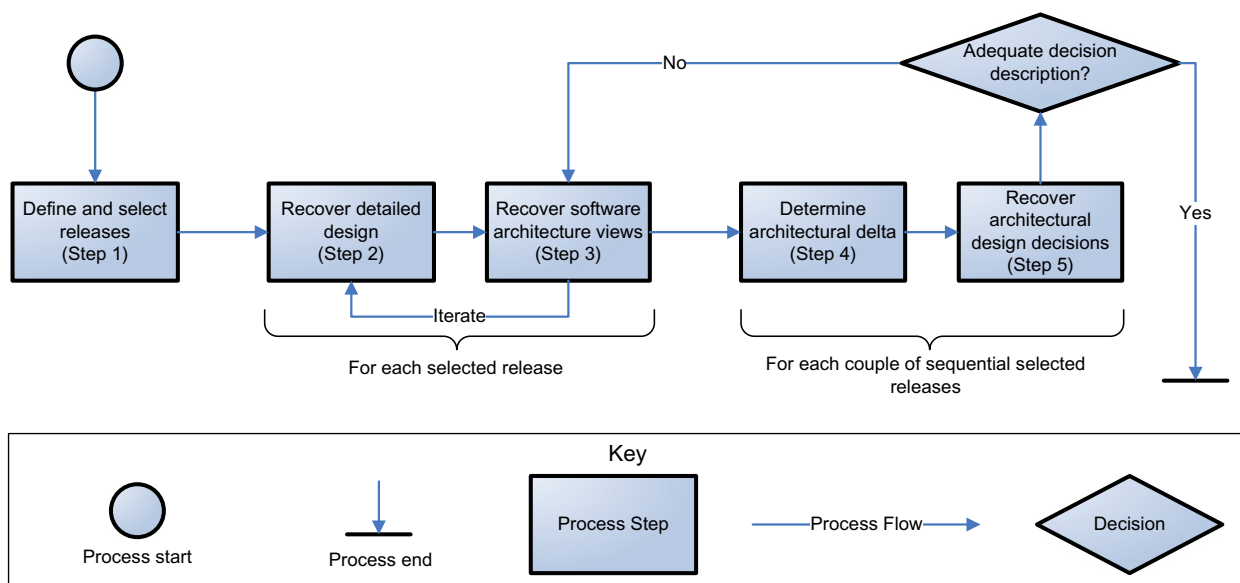 Adequate decision
description?
No
Yes
Define and select
releases
(Step 1)
Recover detailed
design
(Step 2)
Recover software
architecture views
(Step 3)
Determine
architectural delta
(Step 4)
Recover
architectural
design decisions
(Step 5)
Iterate
For each selected release
For each couple of sequential selected
releases
Key
Process start
Process end
Process Step
Process Flow
Decision